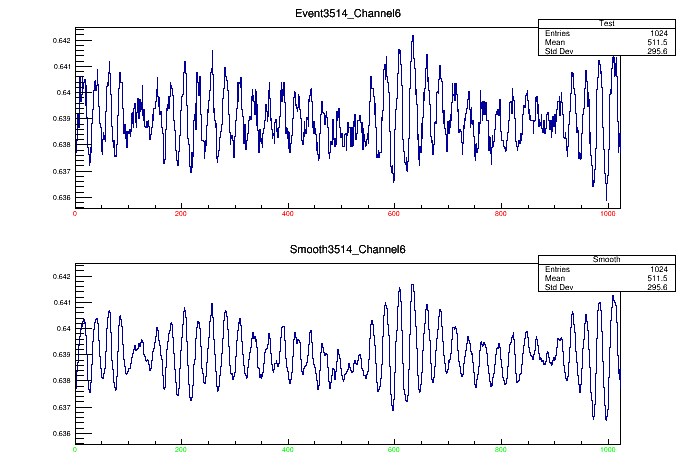 Event3514_Channel6
Test
Entries 1024
Mean 511.5
Std Dev 295.6
0.642
0.641
0.64
0.639
0.638
0.637
0.636
0 200 400 600 800 1000
Smooth3514_Channel6
Smooth
Entries 1024
Mean 511.5
Std Dev 295.6
0.642
0.641
0.64
0.639
0.638
0.637
0.636
0 200 400 600 800 1000